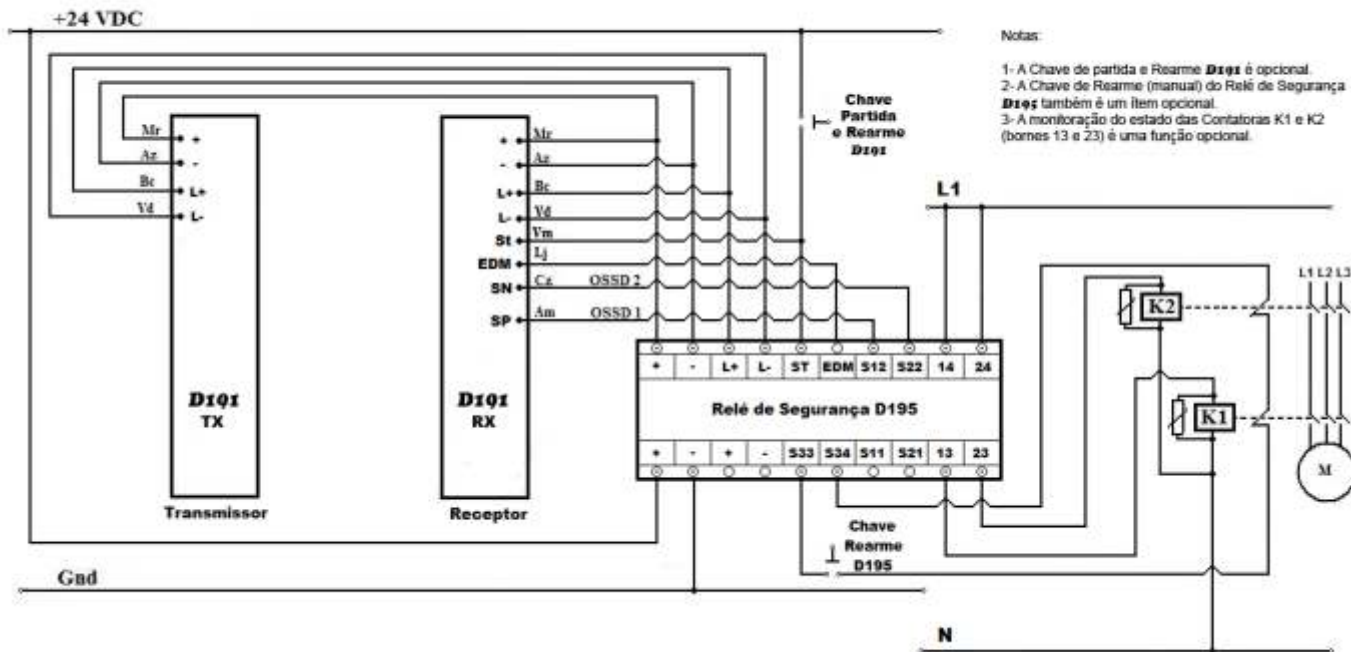 +24 VDC
Notas:
1- A Chave de partida e Rearme D191 é opcional.
2- A Chave de Rearme (manual) do Relé de Segurança
D195 também é um ítem opcional.
3- A monitoração do estado das Contatoras K1 e K2
(bornes 13 e 23) é uma função opcional.
Chave
Partida
e Rearme
D191
Mr +
Az -
Bc L+
Vd L-
D191
TX
Transmissor
+ Mr
- Az
L+ Bc
L- Vd
St Vm
EDM Lj
SN Cz OSSD 2
SP Am OSSD 1
D191
RX
Receptor
L1
L1 L2 L3
K2
K1
M
+ - L+ L- ST EDM S12 S22 14 24
Relé de Segurança D195
+ - + - S33 S34 S11 S21 13 23
Chave
Rearme
D195
Gnd
N